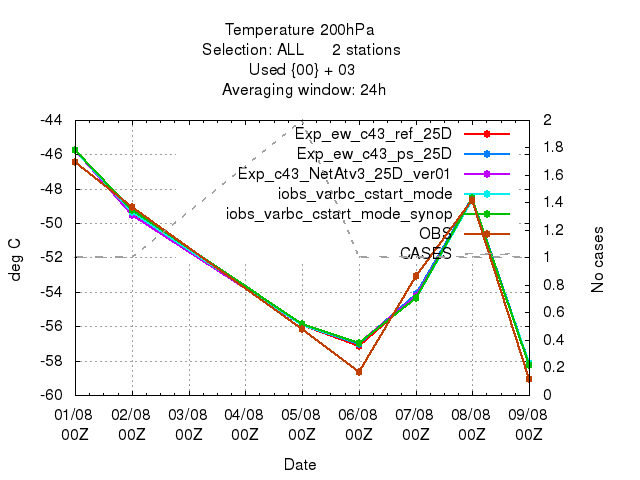 Temperature 200hPa
Selection: ALL 2 stations
Used {00} + 03
Averaging window: 24h
-44
-46
-48
-50
-52
-54
-56
-58
-60
deg C
Exp_ew_c43_ref_25D
Exp_ew_c43_ps_25D
Exp_c43_NetAtv3_25D_ver01
iobs_varbc_cstart_mode
iobs_varbc_cstart_mode_synop
OBS
CASES
2
1.8
1.6
1.4
1.2
1
0.8
0.6
0.4
0.2
0
No cases
01/08 02/08 03/08 04/08 05/08 06/08 07/08 08/08 09/08
00Z 00Z 00Z 00Z 00Z 00Z 00Z 00Z 00Z
Date